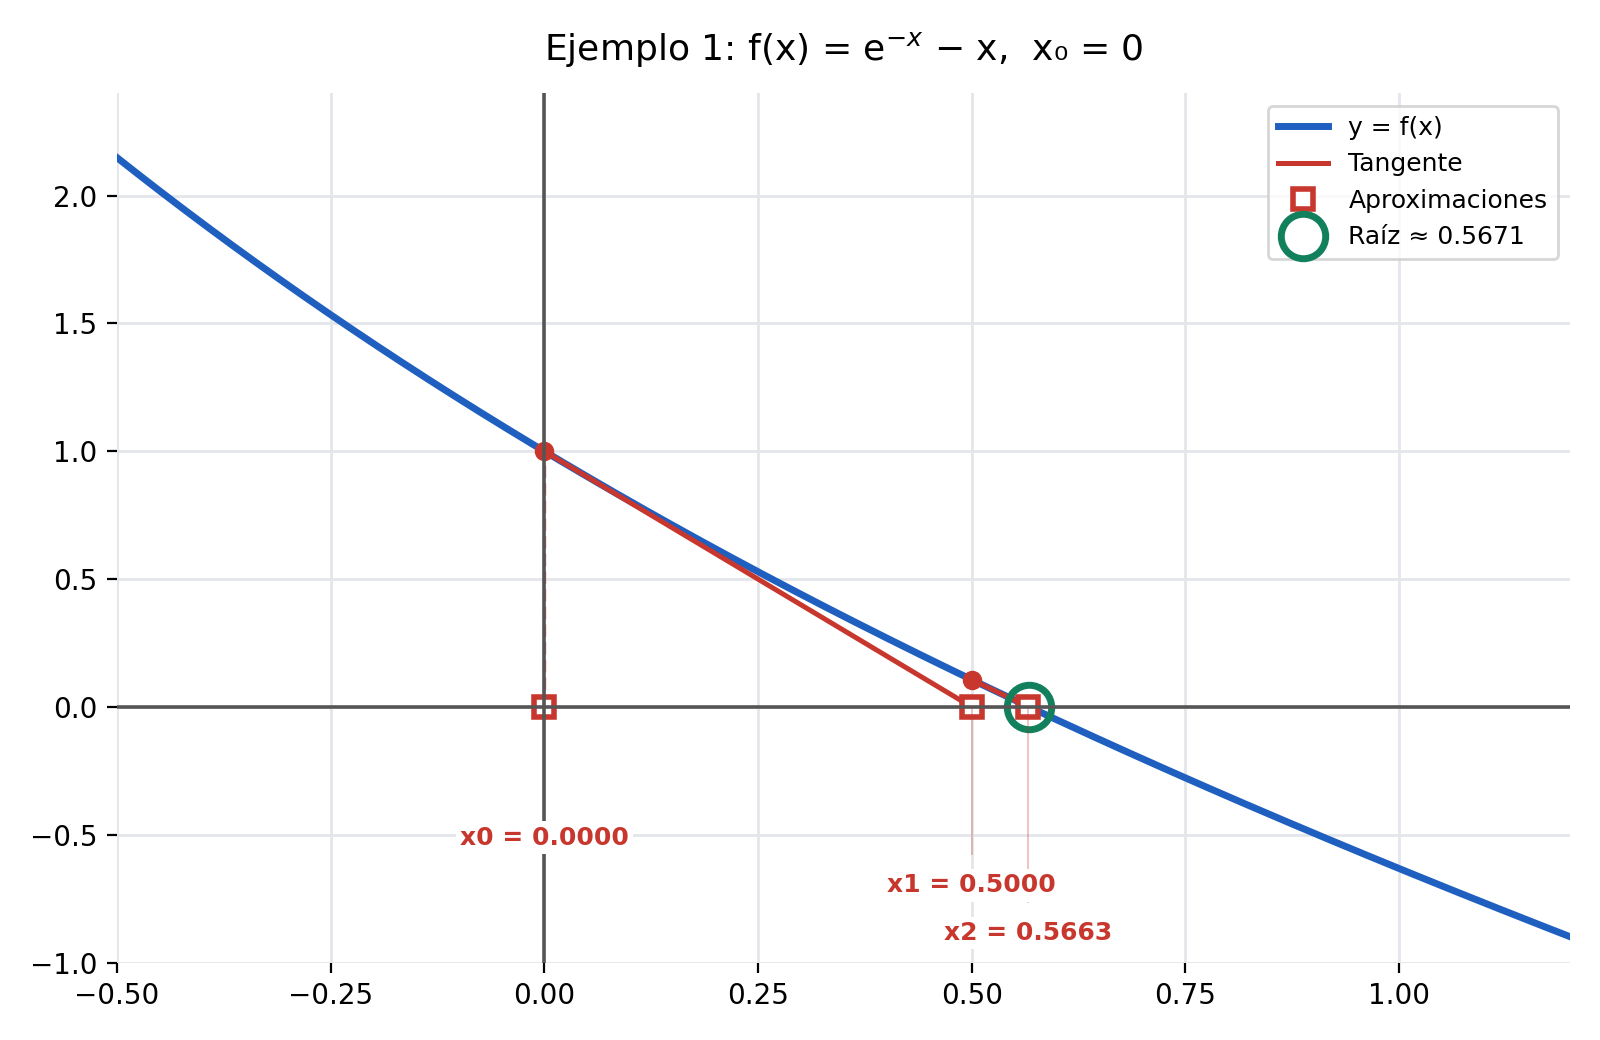 Ejemplo 1: f(x) = e⁻ˣ − x, x₀ = 0
y = f(x)
Tangente
Aproximaciones
Raíz ≈ 0.5671
2.0
1.5
1.0
0.5
0.0
−0.5
−1.0
x0 = 0.0000
x1 = 0.5000
x2 = 0.5663
−0.50 −0.25 0.00 0.25 0.50 0.75 1.00